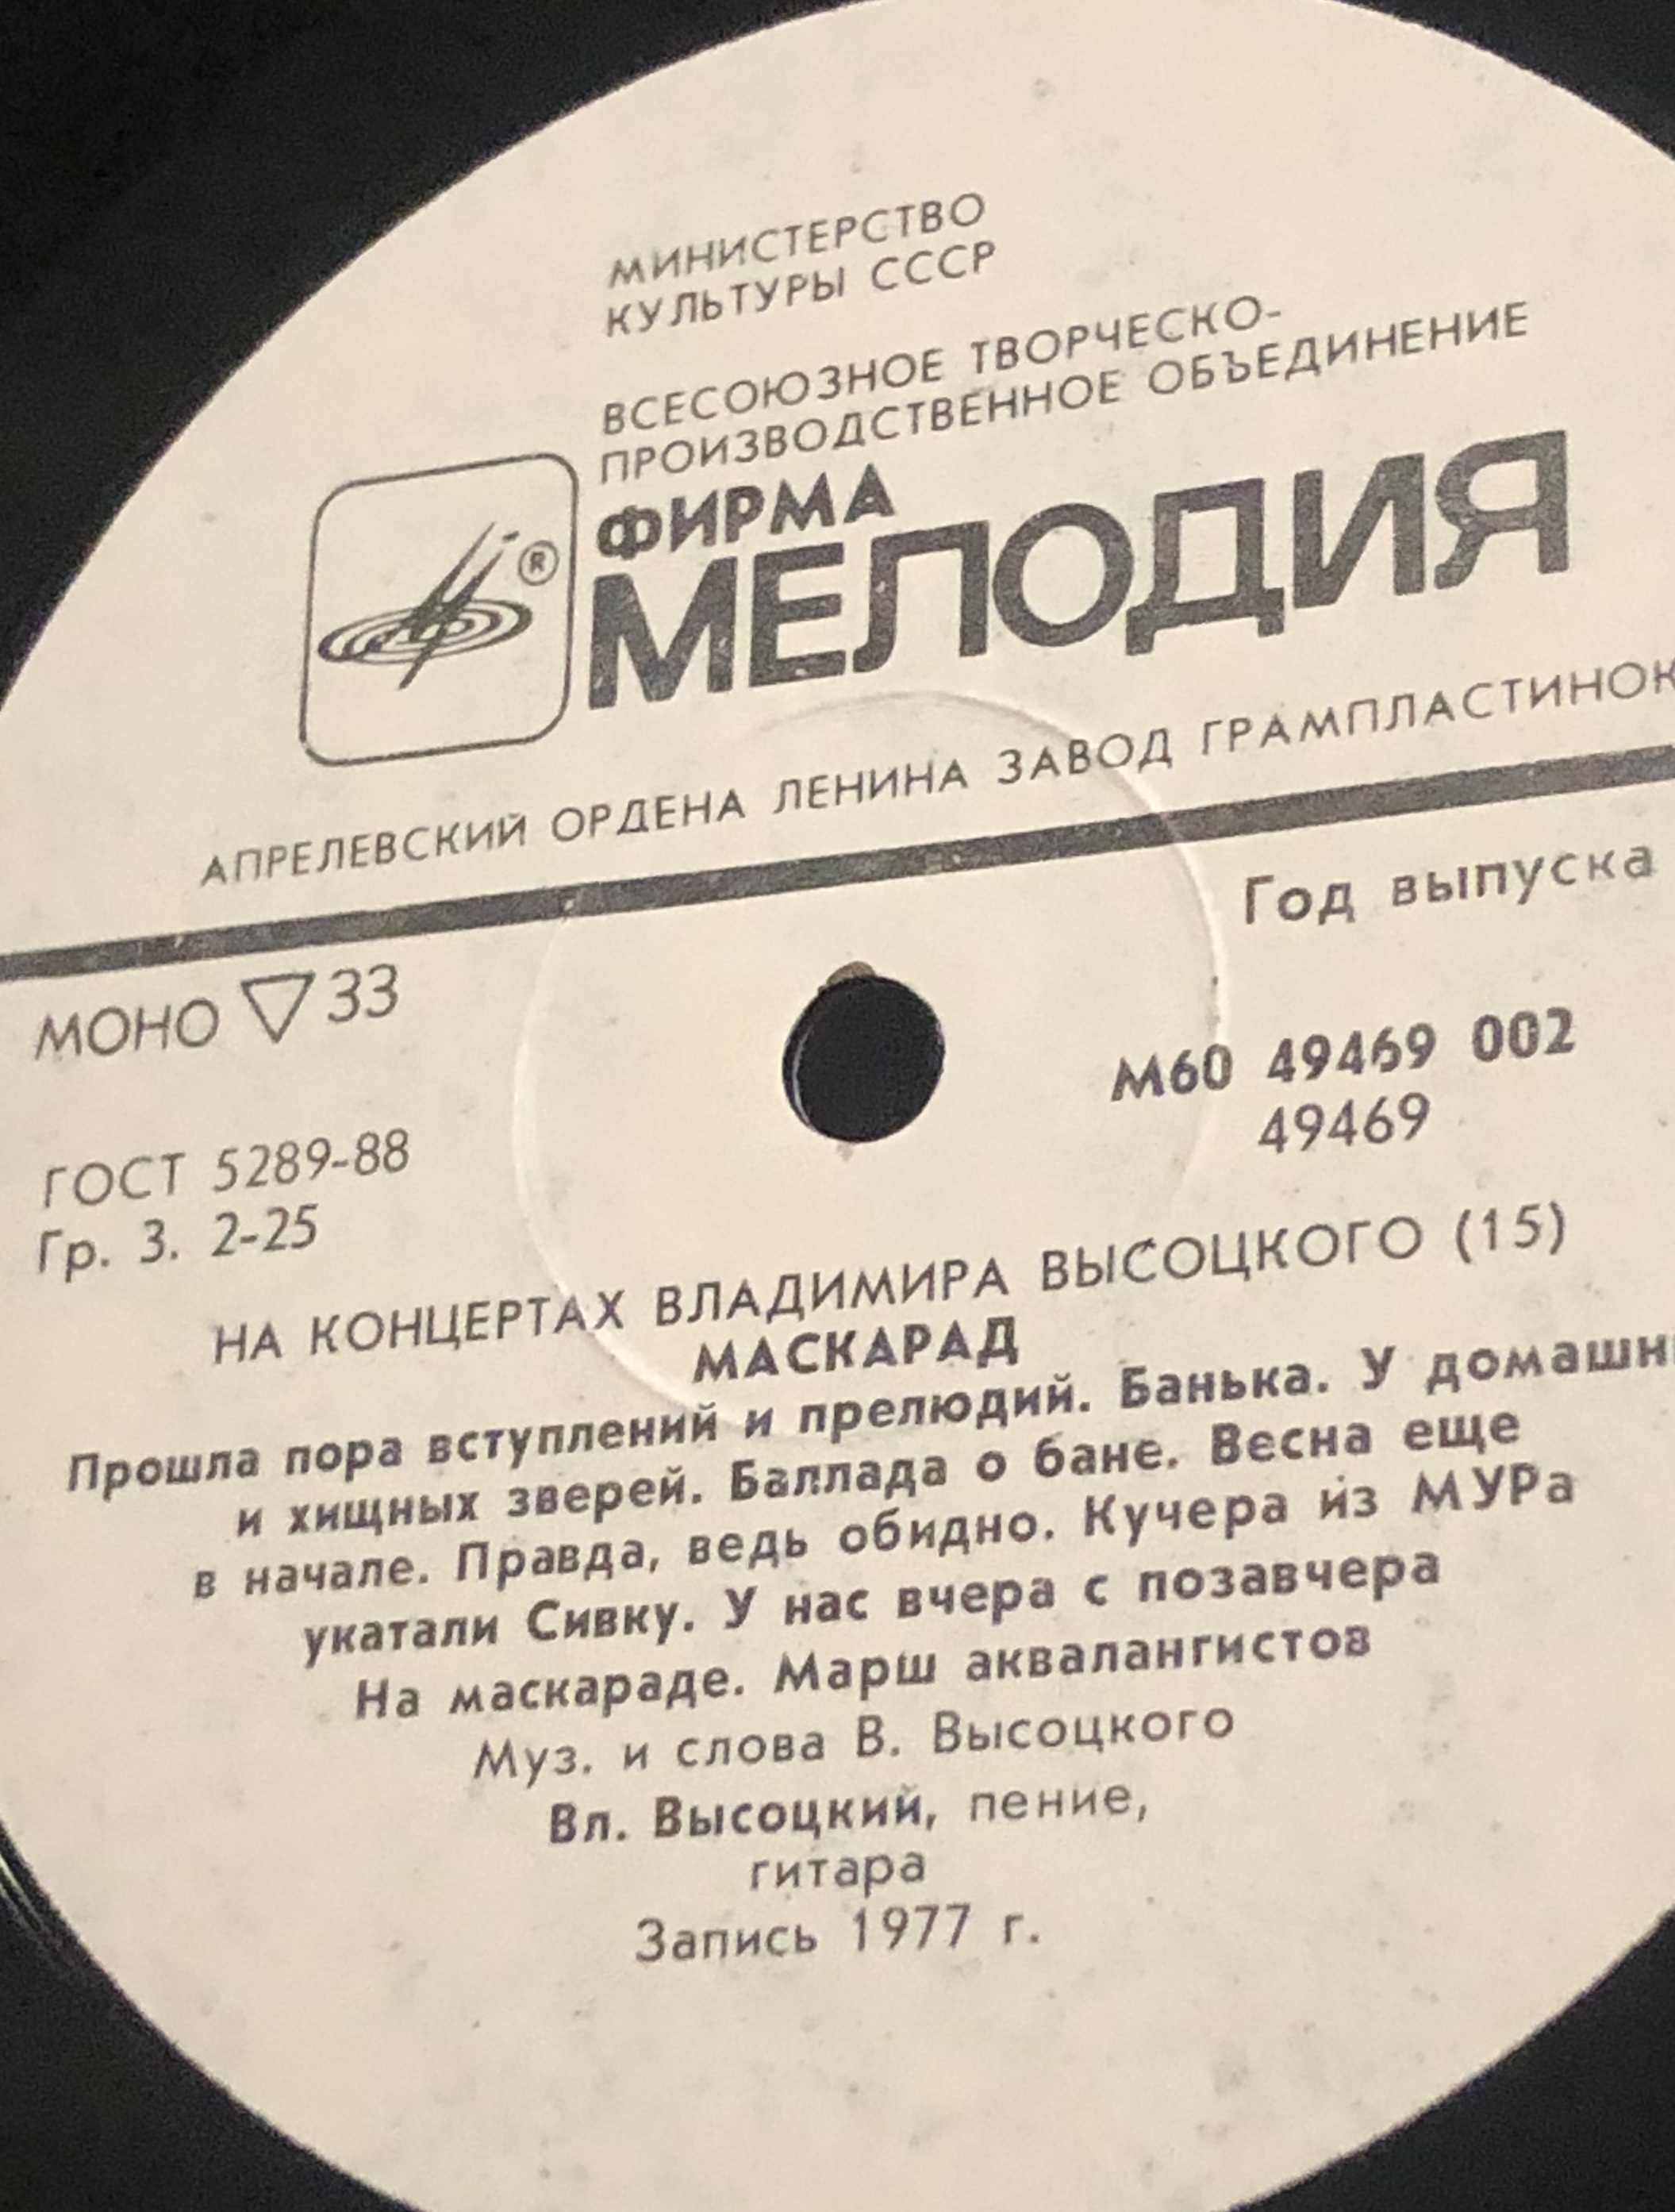 МИНИСТЕРСТВО
КУЛЬТУРЫ СССР
ВСЕСОЮЗНОЕ ТВОРЧЕСКО-
ПРОИЗВОДСТВЕННОЕ ОБЪЕДИНЕНИЕ
ФИРМА
МЕЛОДИЯ
®
АПРЕЛЕВСКИЙ ОРДЕНА ЛЕНИНА ЗАВОД ГРАМПЛАСТИНОК
Год выпуска
МОНО ▽ 33
М60 49469 002
49469
ГОСТ 5289-88
Гр. 3. 2-25
НА КОНЦЕРТАХ ВЛАДИМИРА ВЫСОЦКОГО (15)
МАСКАРАД
Прошла пора вступлений и прелюдий. Банька. У
и хищных зверей. Баллада о бане. Весна еще
в начале. Правда, ведь обидно. Кучера из МУРа
укатали Сивку. У нас вчера с позавчера
На маскараде. Марш аквалангистов
Муз. и слова В. Высоцкого
Вл. Высоцкий, пение,
гитара
Запись 1977 г.